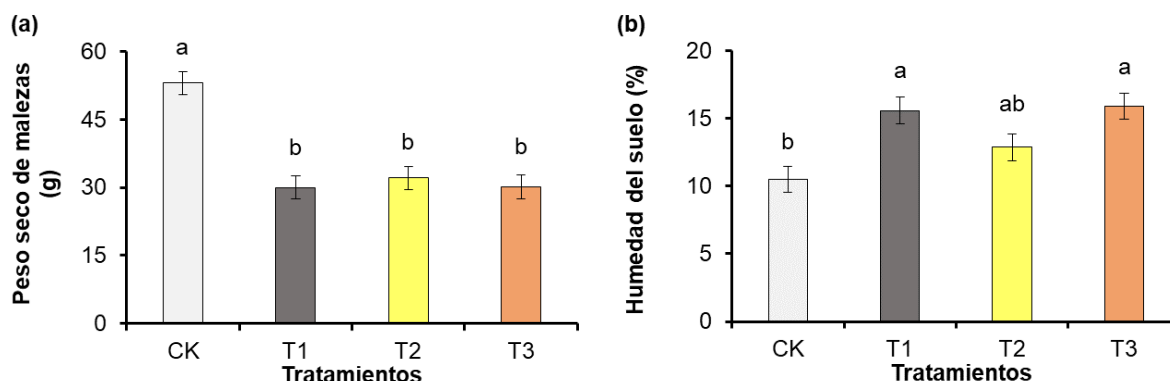 (a)
Peso seco de malezas
(g)
60
45
30
15
0
a
b
b
b
CK
T1
T2
T3
Tratamientos
(b)
Humedad del suelo (%)
20
15
10
5
0
b
a
ab
a
CK
T1
T2
T3
Tratamientos